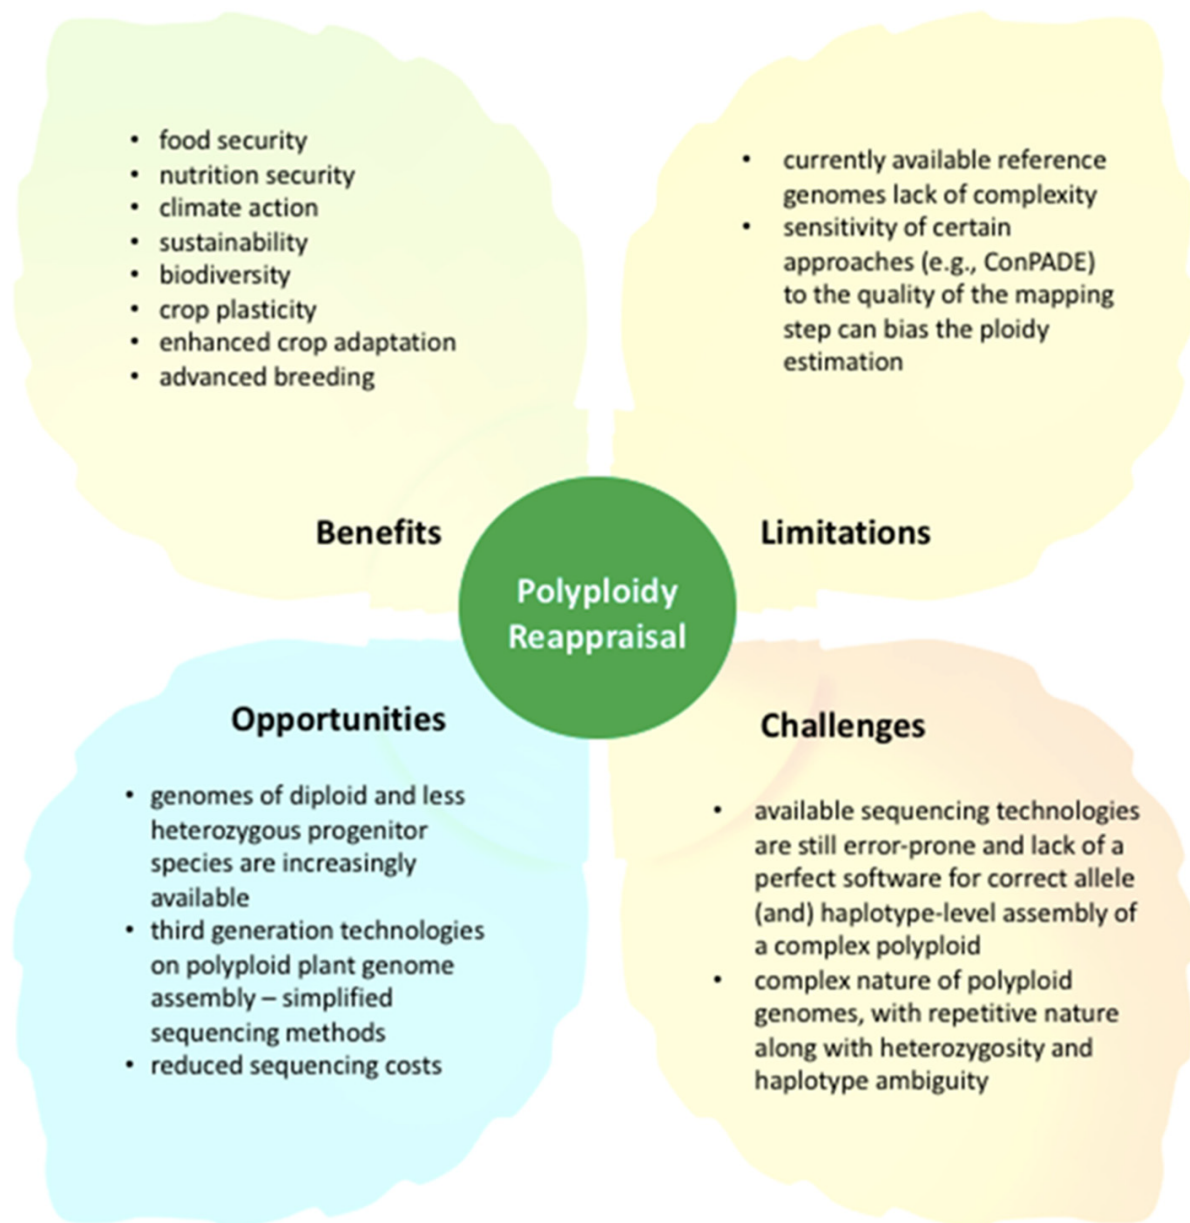 • food security
• nutrition security
• climate action
• sustainability
• biodiversity
• crop plasticity
• enhanced crop adaptation
• advanced breeding
Benefits
• currently available reference
genomes lack of complexity
• sensitivity of certain
approaches (e.g., ConPADE)
to the quality of the mapping
step can bias the ploidy
estimation
Limitations
Polyploidy
Reappraisal
Opportunities
• genomes of diploid and less
heterozygous progenitor
species are increasingly
available
• third generation technologies
on polyploid plant genome
assembly – simplified
sequencing methods
• reduced sequencing costs
Challenges
• available sequencing technologies
are still error-prone and lack of a
perfect software for correct allele
(and) haplotype-level assembly of
a complex polyploid
• complex nature of polyploid
genomes, with repetitive nature
along with heterozygosity and
haplotype ambiguity